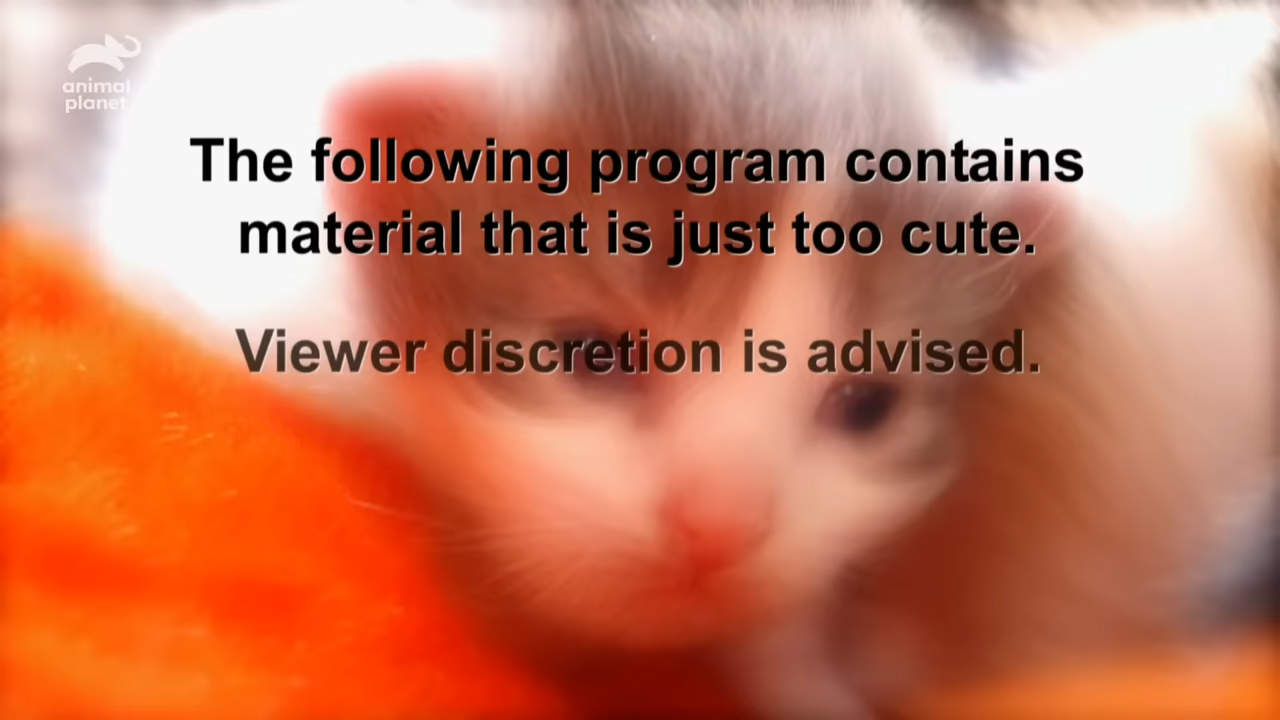 animal
planet
The following program contains
material that is just too cute.
Viewer discretion is advised.